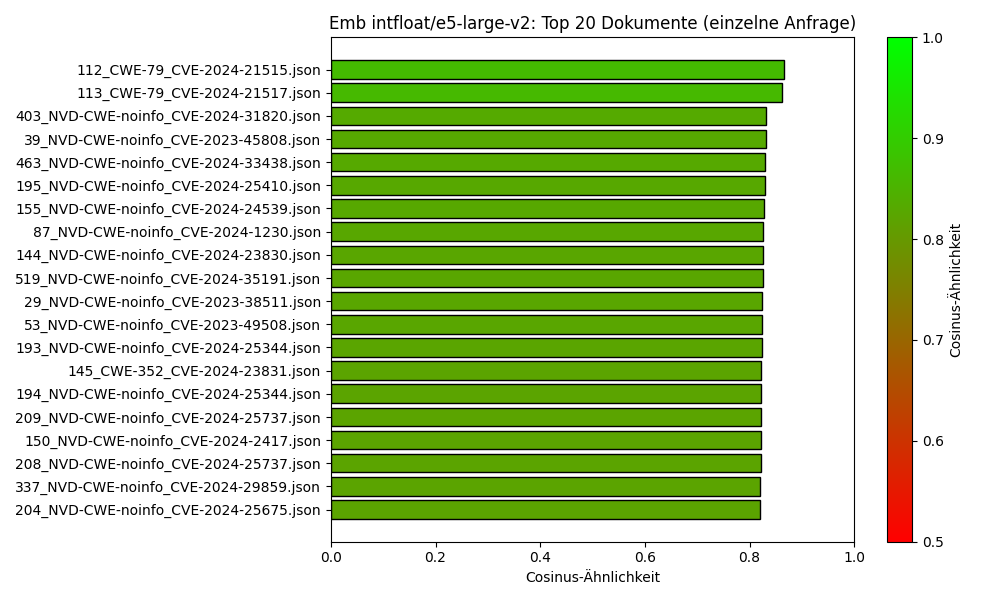 Emb intfloat/e5-large-v2: Top 20 Dokumente (einzelne Anfrage)
112_CWE-79_CVE-2024-21515.json
113_CWE-79_CVE-2024-21517.json
403_NVD-CWE-noinfo_CVE-2024-31820.json
39_NVD-CWE-noinfo_CVE-2023-45808.json
463_NVD-CWE-noinfo_CVE-2024-33438.json
195_NVD-CWE-noinfo_CVE-2024-25410.json
155_NVD-CWE-noinfo_CVE-2024-24539.json
87_NVD-CWE-noinfo_CVE-2024-1230.json
144_NVD-CWE-noinfo_CVE-2024-23830.json
519_NVD-CWE-noinfo_CVE-2024-35191.json
29_NVD-CWE-noinfo_CVE-2023-38511.json
53_NVD-CWE-noinfo_CVE-2023-49508.json
193_NVD-CWE-noinfo_CVE-2024-25344.json
145_CWE-352_CVE-2024-23831.json
194_NVD-CWE-noinfo_CVE-2024-25344.json
209_NVD-CWE-noinfo_CVE-2024-25737.json
150_NVD-CWE-noinfo_CVE-2024-2417.json
208_NVD-CWE-noinfo_CVE-2024-25737.json
337_NVD-CWE-noinfo_CVE-2024-29859.json
204_NVD-CWE-noinfo_CVE-2024-25675.json
0.0 0.2 0.4 0.6 0.8 1.0
Cosinus-Ähnlichkeit
1.0
0.9
0.8
0.7
0.6
0.5
Cosinus-Ähnlichkeit